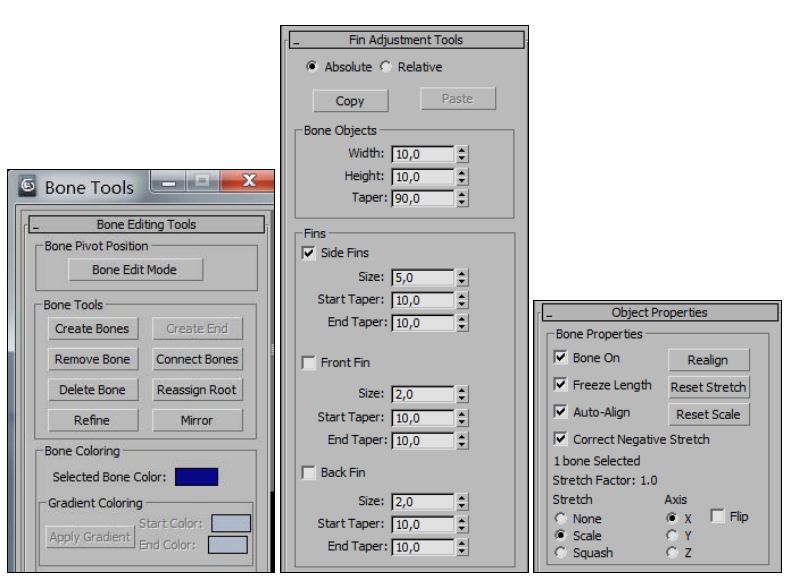 Bone Tools
Bone Editing Tools
Bone Pivot Position
Bone Edit Mode
Bone Tools
Create Bones Create End
Remove Bone Connect Bones
Delete Bone Reassign Root
Refine Mirror
Bone Coloring
Selected Bone Color:
Gradient Coloring
Apply Gradient
Start Color:
End Color:
Fin Adjustment Tools
Absolute Relative
Copy Paste
Bone Objects
Width: 10,0
Height: 10,0
Taper: 90,0
Fins
Side Fins
Size: 5,0
Start Taper: 10,0
End Taper: 10,0
Front Fin
Size: 2,0
Start Taper: 10,0
End Taper: 10,0
Back Fin
Size: 2,0
Start Taper: 10,0
End Taper: 10,0
Object Properties
Bone Properties
Bone On Realign
Freeze Length Reset Stretch
Auto-Align Reset Scale
Correct Negative Stretch
1 bone Selected
Stretch Factor: 1.0
Stretch Axis
None X Flip
Scale Y
Squash Z